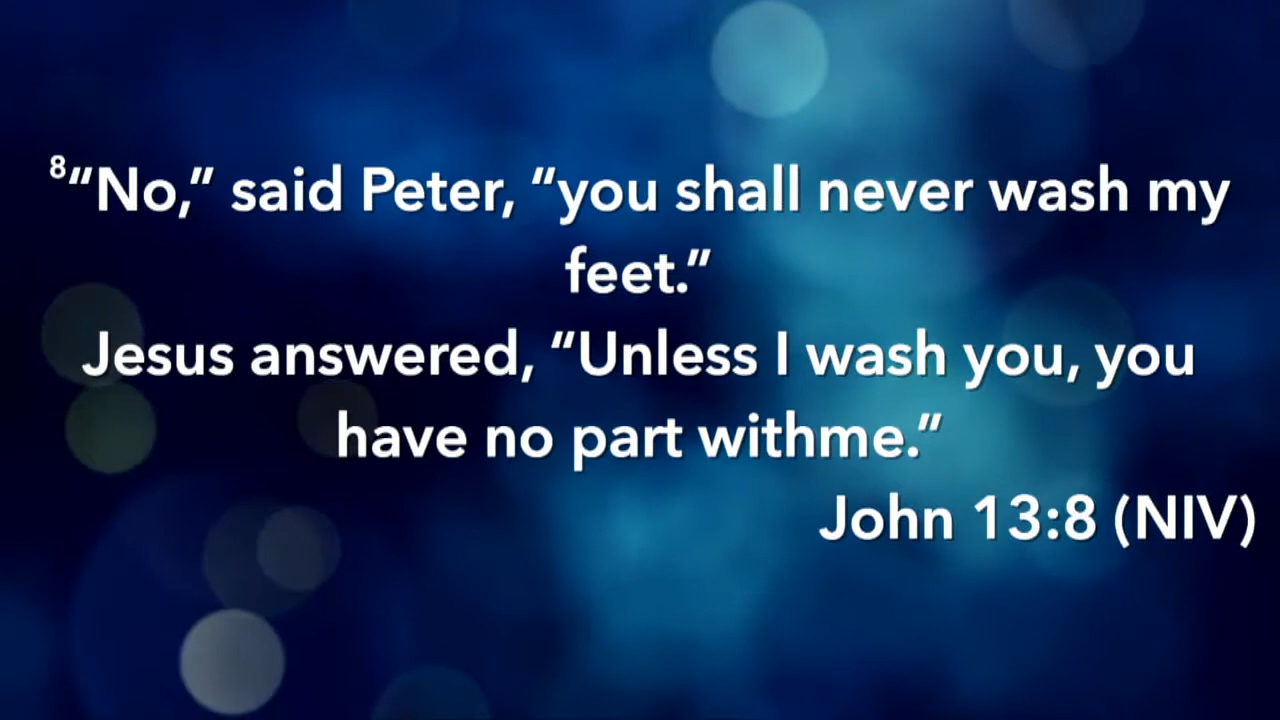 ⁸“No,” said Peter, “you shall never wash my
feet.”
Jesus answered, “Unless I wash you, you
have no part withme.”
John 13:8 (NIV)